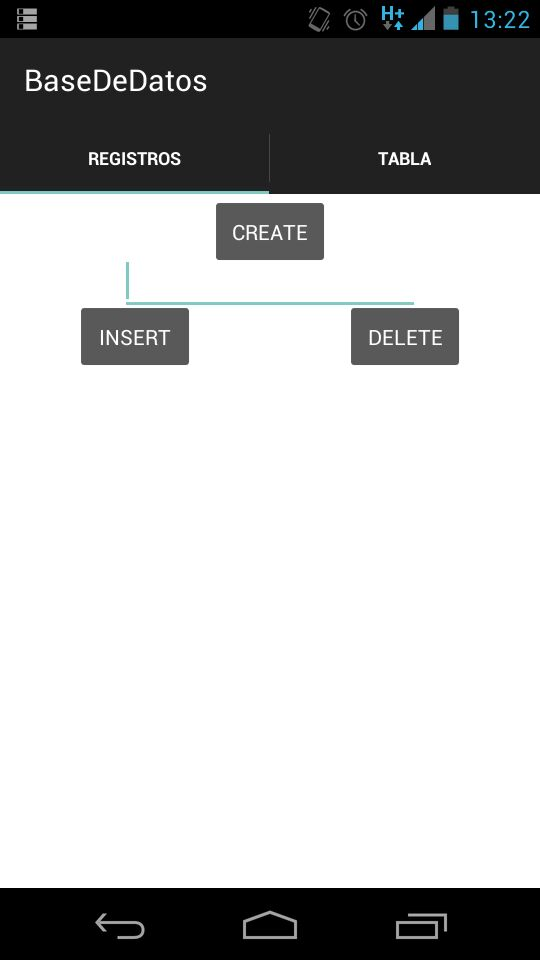 H+ 13:22
BaseDeDatos
REGISTROS TABLA
CREATE
INSERT DELETE